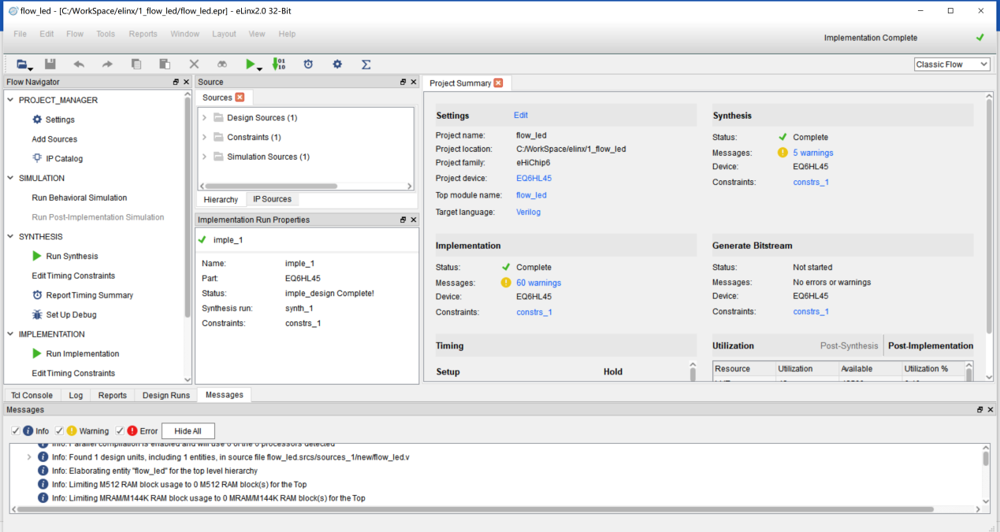 flow_led - [C:/WorkSpace/elinx/1_flow_led/flow_led.epr] - eLinx2.0 32-Bit
File Edit Flow Tools Reports Window Layout View Help
Implementation Complete
Classic Flow
Flow Navigator
PROJECT_MANAGER
Settings
Add Sources
IP Catalog
SIMULATION
Run Behavioral Simulation
Run Post-Implementation Simulation
SYNTHESIS
Run Synthesis
Edit Timing Constraints
Report Timing Summary
Set Up Debug
IMPLEMENTATION
Run Implementation
Edit Timing Constraints
Source
Sources
Design Sources (1)
Constraints (1)
Simulation Sources (1)
Hierarchy IP Sources
Implementation Run Properties
imple_1
Name: imple_1
Part: EQ6HL45
Status: imple_design Complete!
Synthesis run: synth_1
Constraints: constrs_1
Project Summary
Settings Edit
Project name: flow_led
Project location: C:/WorkSpace/elinx/1_flow_led
Project family: eHiChip6
Project device: EQ6HL45
Top module name: flow_led
Target language: Verilog
Synthesis
Status: Complete
Messages: 5 warnings
Device: EQ6HL45
Constraints: constrs_1
Implementation
Status: Complete
Messages: 60 warnings
Device: EQ6HL45
Constraints: constrs_1
Generate Bitstream
Status: Not started
Messages: No errors or warnings
Device: EQ6HL45
Constraints: constrs_1
Timing
Setup Hold
Utilization Post-Synthesis Post-Implementation
Resource Utilization Available Utilization %
Tcl Console Log Reports Design Runs Messages
Messages
Info Warning Error Hide All
Info: Parallel compilation is enabled and will use
Info: Found 1 design units, including 1 entities, in source file flow_led.srcs/sources_1/new/flow_led.v
Info: Elaborating entity "flow_led" for the top level hierarchy
Info: Limiting M512 RAM block usage to 0 M512 RAM block(s) for the Top
Info: Limiting MRAM/M144K RAM block usage to 0 MRAM/M144K RAM block(s) for the Top